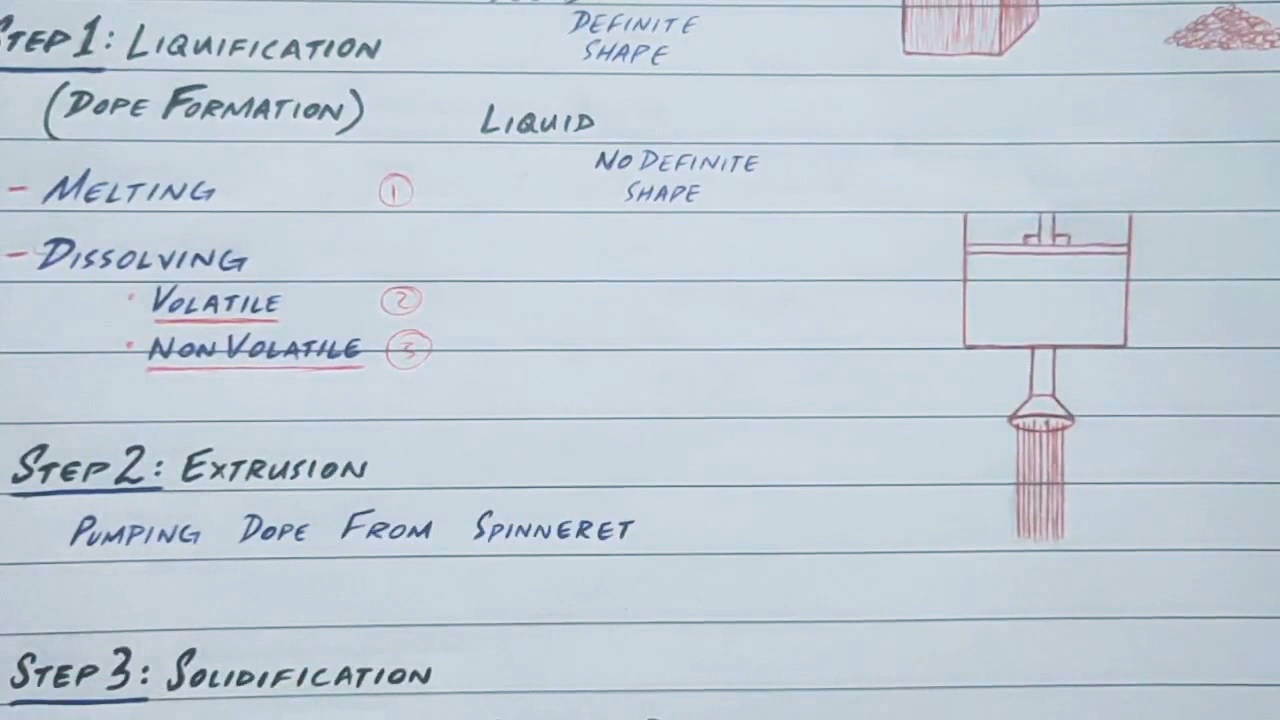 STEP 1: LIQUIFICATION
DEFINITE
SHAPE
(DOPE FORMATION)
LIQUID
NO DEFINITE
SHAPE
- MELTING ①
- DISSOLVING
• VOLATILE ②
• NON VOLATILE ③
STEP 2: EXTRUSION
PUMPING DOPE FROM SPINNERET
STEP 3: SOLIDIFICATION